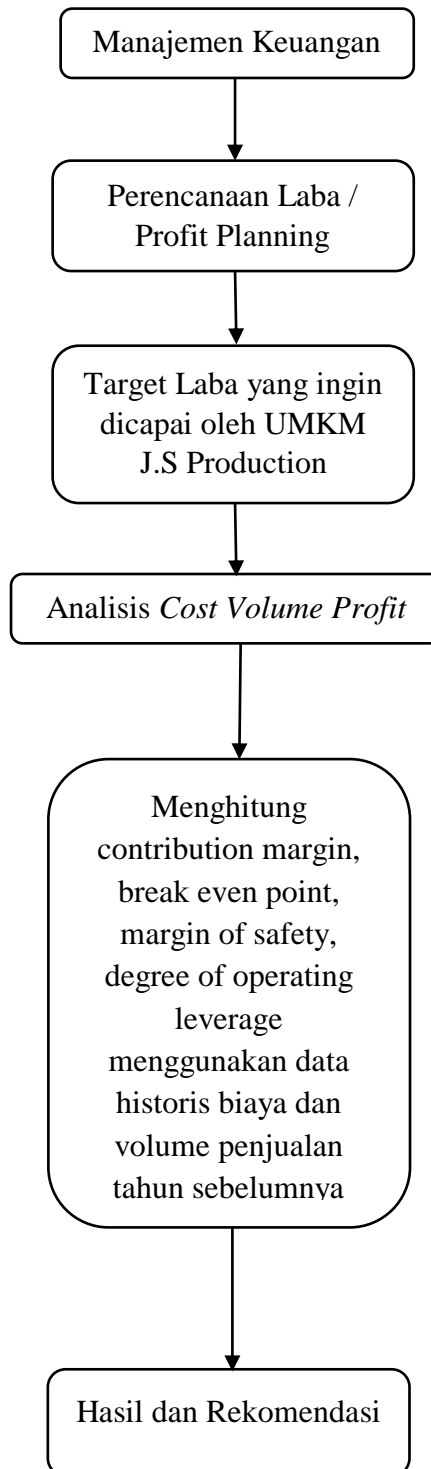 Manajemen Keuangan
Perencanaan Laba /
Profit Planning
Target Laba yang ingin
dicapai oleh UMKM
J.S Production
Analisis Cost Volume Profit
Menghitung
contribution margin,
break even point,
margin of safety,
degree of operating
leverage
menggunakan data
historis biaya dan
volume penjualan
tahun sebelumnya
Hasil dan Rekomendasi